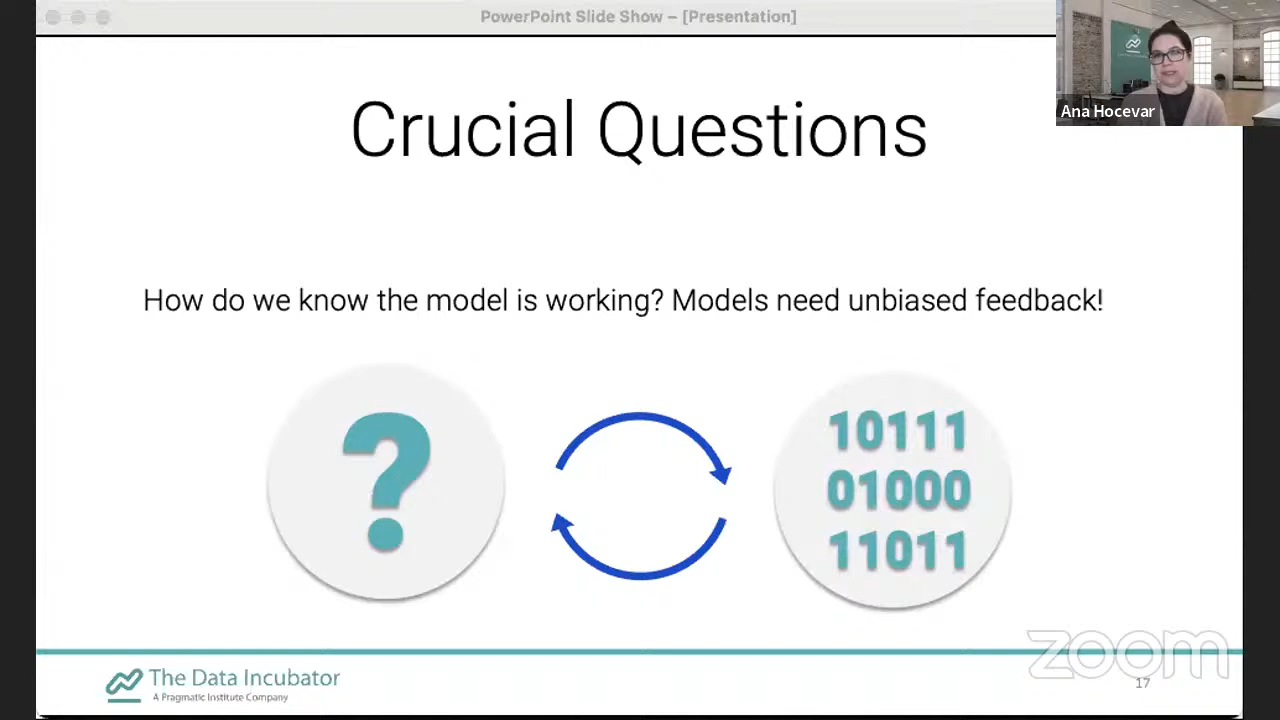 PowerPoint Slide Show – [Presentation]
Ana Hocevar
Crucial Questions
How do we know the model is working? Models need unbiased feedback!
?
10111
01000
11011
The Data Incubator
A Pragmatic Institute Company
zoom
17